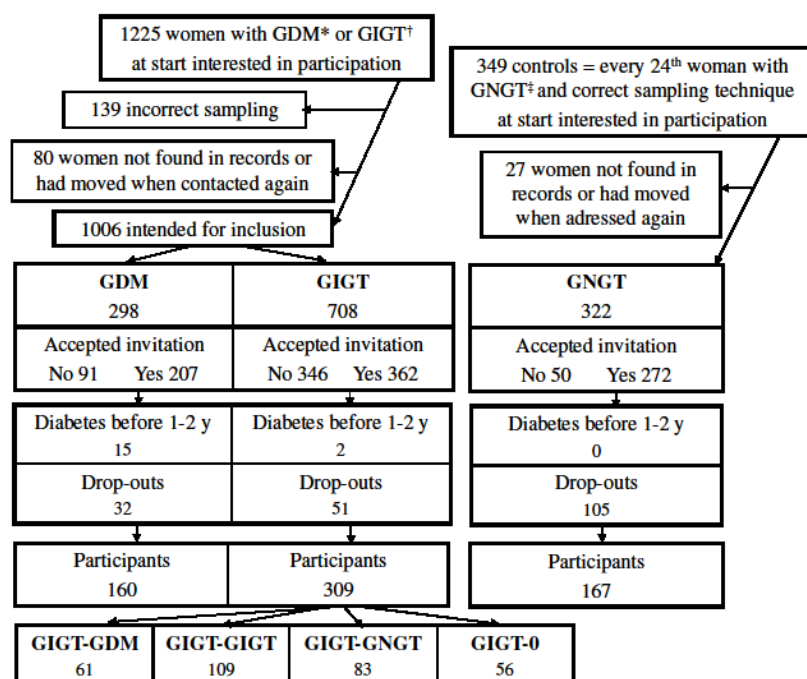 1225 women with GDM* or GIGT†
at start interested in participation
139 incorrect sampling
80 women not found in records or
had moved when contacted again
1006 intended for inclusion
349 controls = every 24th woman with
GNGT‡ and correct sampling technique
at start interested in participation
27 women not found in
records or had moved
when adressed again
GDM
298
GIGT
708
GNGT
322
Accepted invitation
No 91 Yes 207
Accepted invitation
No 346 Yes 362
Accepted invitation
No 50 Yes 272
Diabetes before 1-2 y
15
Diabetes before 1-2 y
2
Diabetes before 1-2 y
0
Drop-outs
32
Drop-outs
51
Drop-outs
105
Participants
160
Participants
309
Participants
167
GIGT-GDM
61
GIGT-GIGT
109
GIGT-GNGT
83
GIGT-0
56